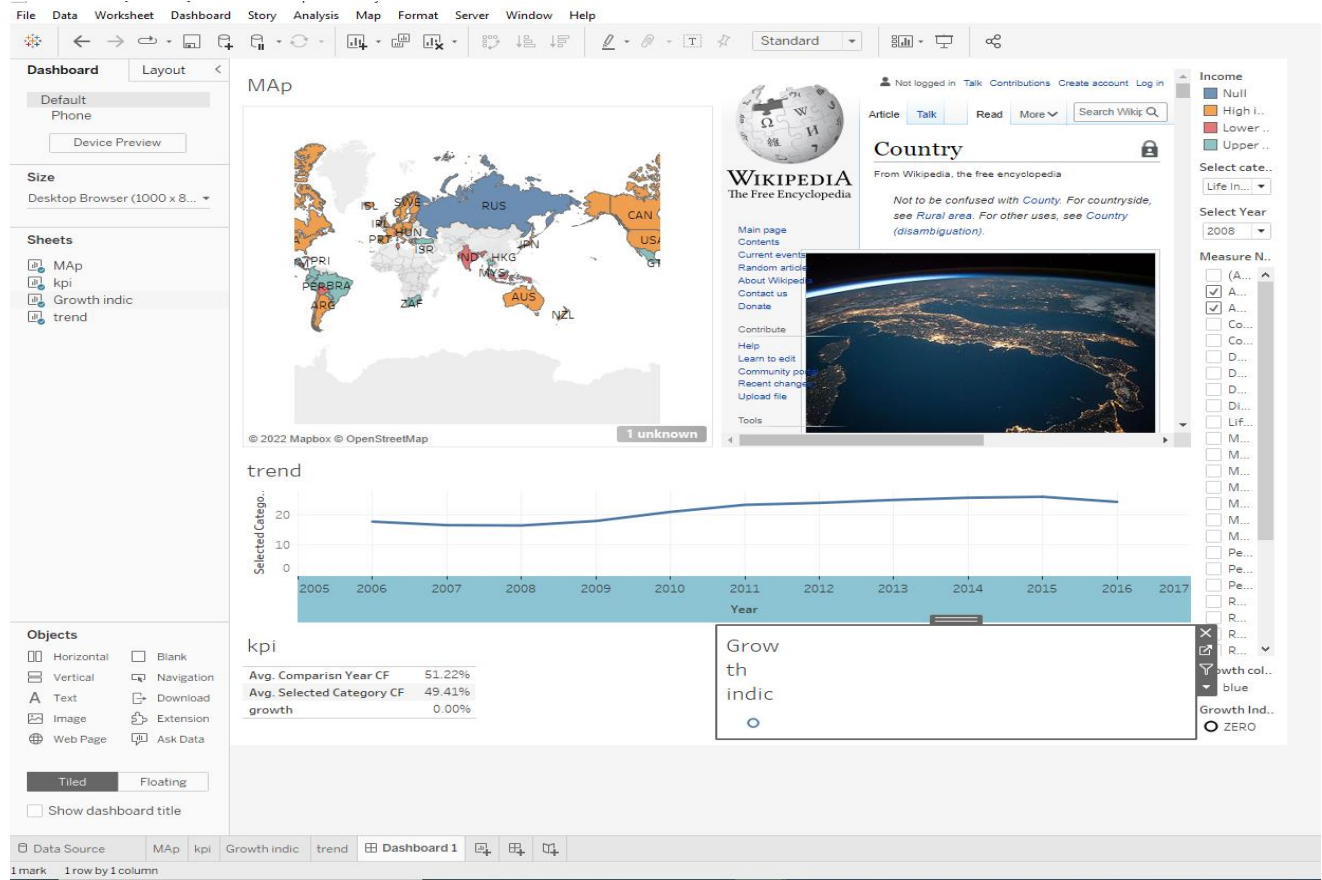 File Data Worksheet Dashboard Story Analysis Map Format Server Window Help
Standard
Dashboard Layout <
Default
Phone
Device Preview
Size
Desktop Browser (1000 x 8...
Sheets
MAp
kpi
Growth indic
trend
Objects
Horizontal Blank
Vertical Navigation
Text Download
Image Extension
Web Page Ask Data
Tiled Floating
Show dashboard title
MAp
ISL
SWE
RUS
IRL
HUN
PRT
ISR
JPN
IND
HKG
MYS
CAN
USA
GT
PRI
PER
BRA
ARG
ZAF
AUS
NZL
1 unknown
© 2022 Mapbox © OpenStreetMap
WIKIPEDIA
The Free Encyclopedia
Not logged in Talk Contributions Create account Log in
Article Talk Read More Search Wikip
Country
From Wikipedia, the free encyclopedia
Not to be confused with County. For countryside,
see Rural area. For other uses, see Country
(disambiguation).
Main page
Contents
Current events
Random article
About Wikipedia
Contact us
Donate
Contribute
Help
Learn to edit
Community portal
Recent changes
Upload file
Tools
trend
Selected Catego..
20
10
0
2005 2006 2007 2008 2009 2010 2011 2012 2013 2014 2015 2016 2017
Year
kpi
Avg. Comparisn Year CF 51.22%
Avg. Selected Category CF 49.41%
growth 0.00%
Grow
th
indic
Income
Null
High i..
Lower ..
Upper ..
Select cate..
Life In...
Select Year
2008
Measure N..
(A...
A...
A...
Co...
Co...
D...
D...
D...
Di...
Lif...
M...
M...
M...
M...
M...
M...
M...
Pe...
Pe...
Pe...
R...
R...
R...
R...
owth col..
blue
Growth Ind..
ZERO
Data Source MAp kpi Growth indic trend Dashboard 1
1 mark 1 row by 1 column